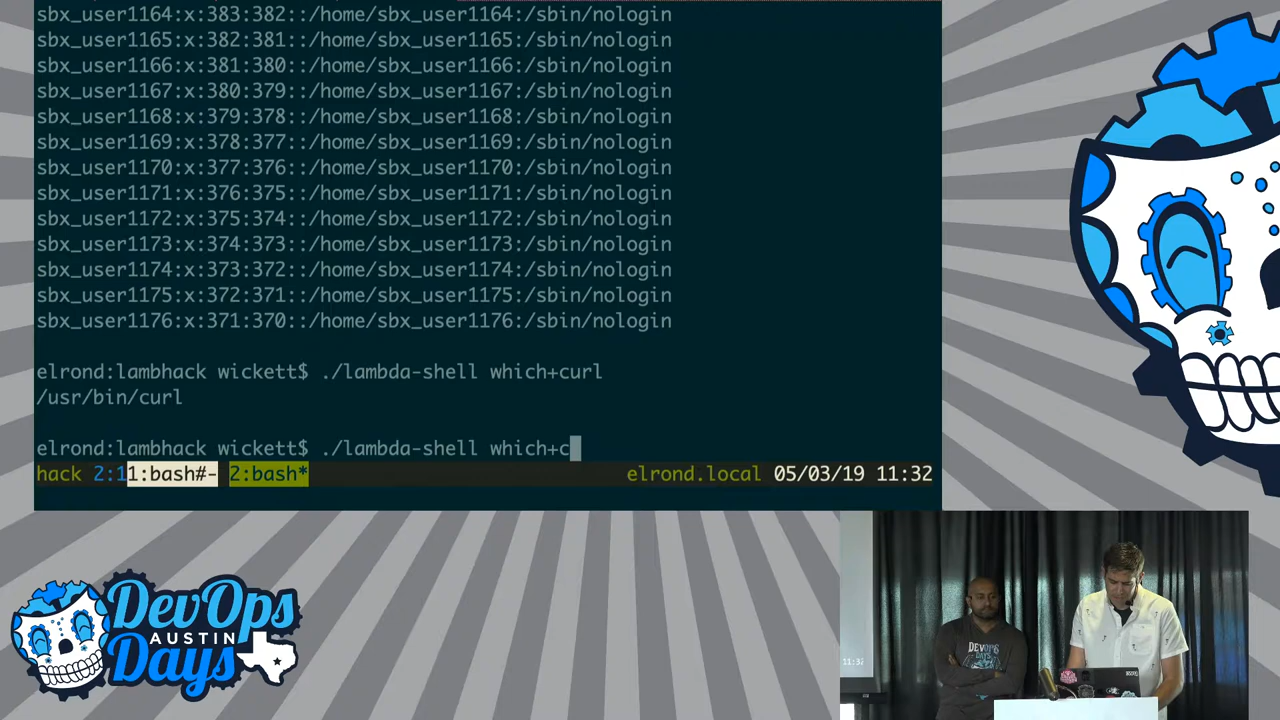 sbx_user1164:x:383:382::/home/sbx_user1164:/sbin/nologin
sbx_user1165:x:382:381::/home/sbx_user1165:/sbin/nologin
sbx_user1166:x:381:380::/home/sbx_user1166:/sbin/nologin
sbx_user1167:x:380:379::/home/sbx_user1167:/sbin/nologin
sbx_user1168:x:379:378::/home/sbx_user1168:/sbin/nologin
sbx_user1169:x:378:377::/home/sbx_user1169:/sbin/nologin
sbx_user1170:x:377:376::/home/sbx_user1170:/sbin/nologin
sbx_user1171:x:376:375::/home/sbx_user1171:/sbin/nologin
sbx_user1172:x:375:374::/home/sbx_user1172:/sbin/nologin
sbx_user1173:x:374:373::/home/sbx_user1173:/sbin/nologin
sbx_user1174:x:373:372::/home/sbx_user1174:/sbin/nologin
sbx_user1175:x:372:371::/home/sbx_user1175:/sbin/nologin
sbx_user1176:x:371:370::/home/sbx_user1176:/sbin/nologin
elrond:lambhack wickett$ ./lambda-shell which+curl
/usr/bin/curl
elrond:lambhack wickett$ ./lambda-shell which+c
hack 2:11:bash#- 2:bash* elrond.local 05/03/19 11:32
DevOps
AUSTIN
Days
DEVOPS
DAYS